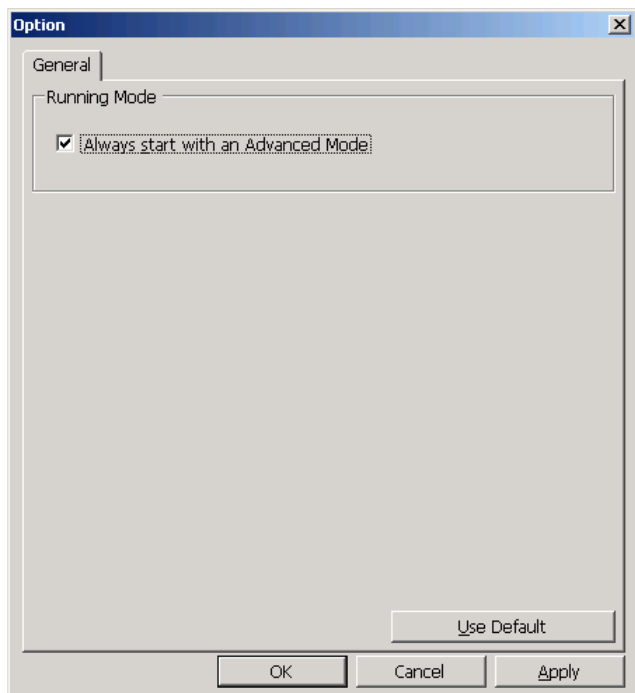 Option
General
Running Mode
Always start with an Advanced Mode
Use Default
OK Cancel Apply